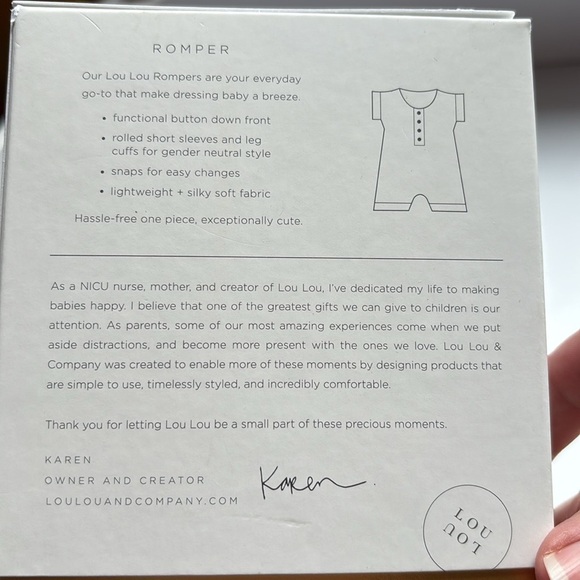 ROMPER
Our Lou Lou Rompers are your everyday
go-to that make dressing baby a breeze.
• functional button down front
• rolled short sleeves and leg
cuffs for gender neutral style
• snaps for easy changes
• lightweight + silky soft fabric
Hassle-free one piece, exceptionally cute.
As a NICU nurse, mother, and creator of Lou Lou, I've dedicated my life to making
babies happy. I believe that one of the greatest gifts we can give to children is our
attention. As parents, some of our most amazing experiences come when we put
aside distractions, and become more present with the ones we love. Lou Lou &
Company was created to enable more of these moments by designing products that
are simple to use, timelessly styled, and incredibly comfortable.
Thank you for letting Lou Lou be a small part of these precious moments.
KAREN
OWNER AND CREATOR
LOULOUANDCOMPANY.COM
Karen
LOU
LOU